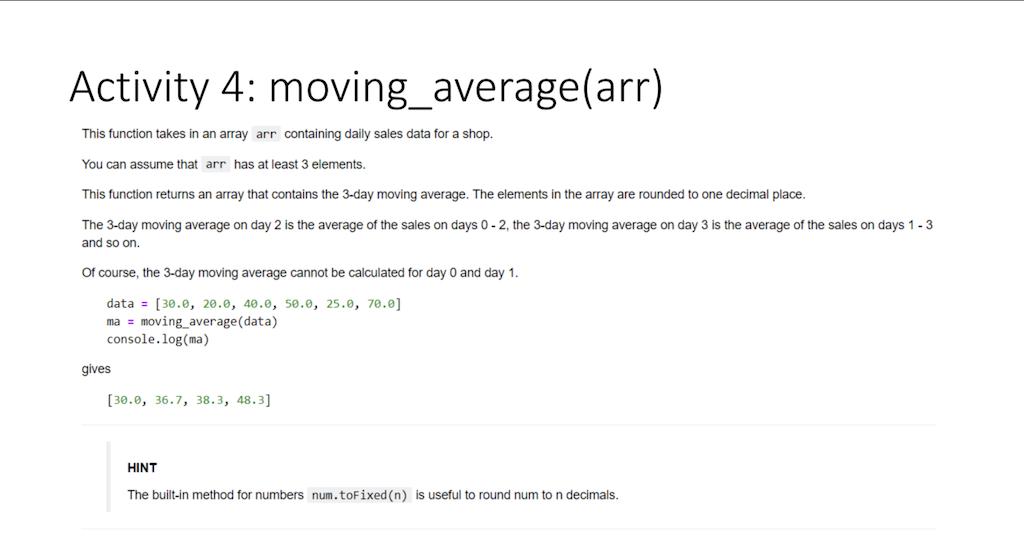 Activity 4: moving_average(arr)
This function takes in an array arr containing daily sales data for a shop.
You can assume that arr has at least 3 elements.
This function returns an array that contains the 3-day moving average. The elements in the array are rounded to one decimal place.
The 3-day moving average on day 2 is the average of the sales on days 0 - 2, the 3-day moving average on day 3 is the average of the sales on days 1 - 3
and so on.
Of course, the 3-day moving average cannot be calculated for day 0 and day 1.
data = [30.0, 20.0, 40.0, 50.0, 25.0, 70.0]
ma = moving_average(data)
console.log(ma)
gives
[30.0, 36.7, 38.3, 48.3]
HINT
The built-in method for numbers num.toFixed(n) is useful to round num to n decimals.